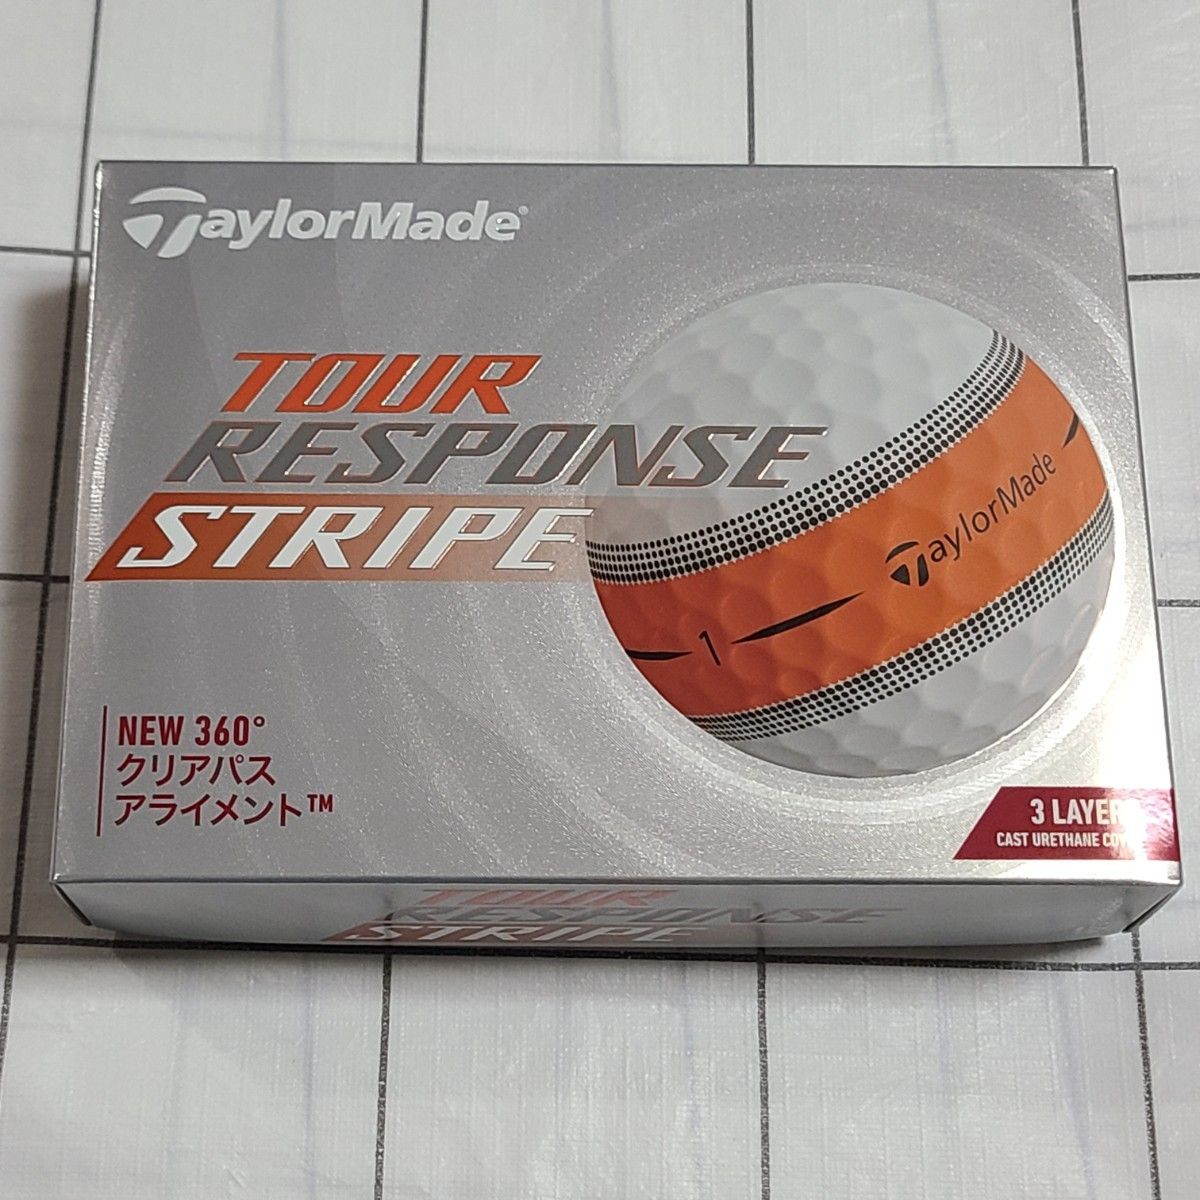 TaylorMade®
TOUR
RESPONSE
STRIPE
TaylorMade
1
NEW 360°
クリアパス
アライメント™
3 LAYER
CAST URETHANE
TOUR
RESPONSE
STRIPE